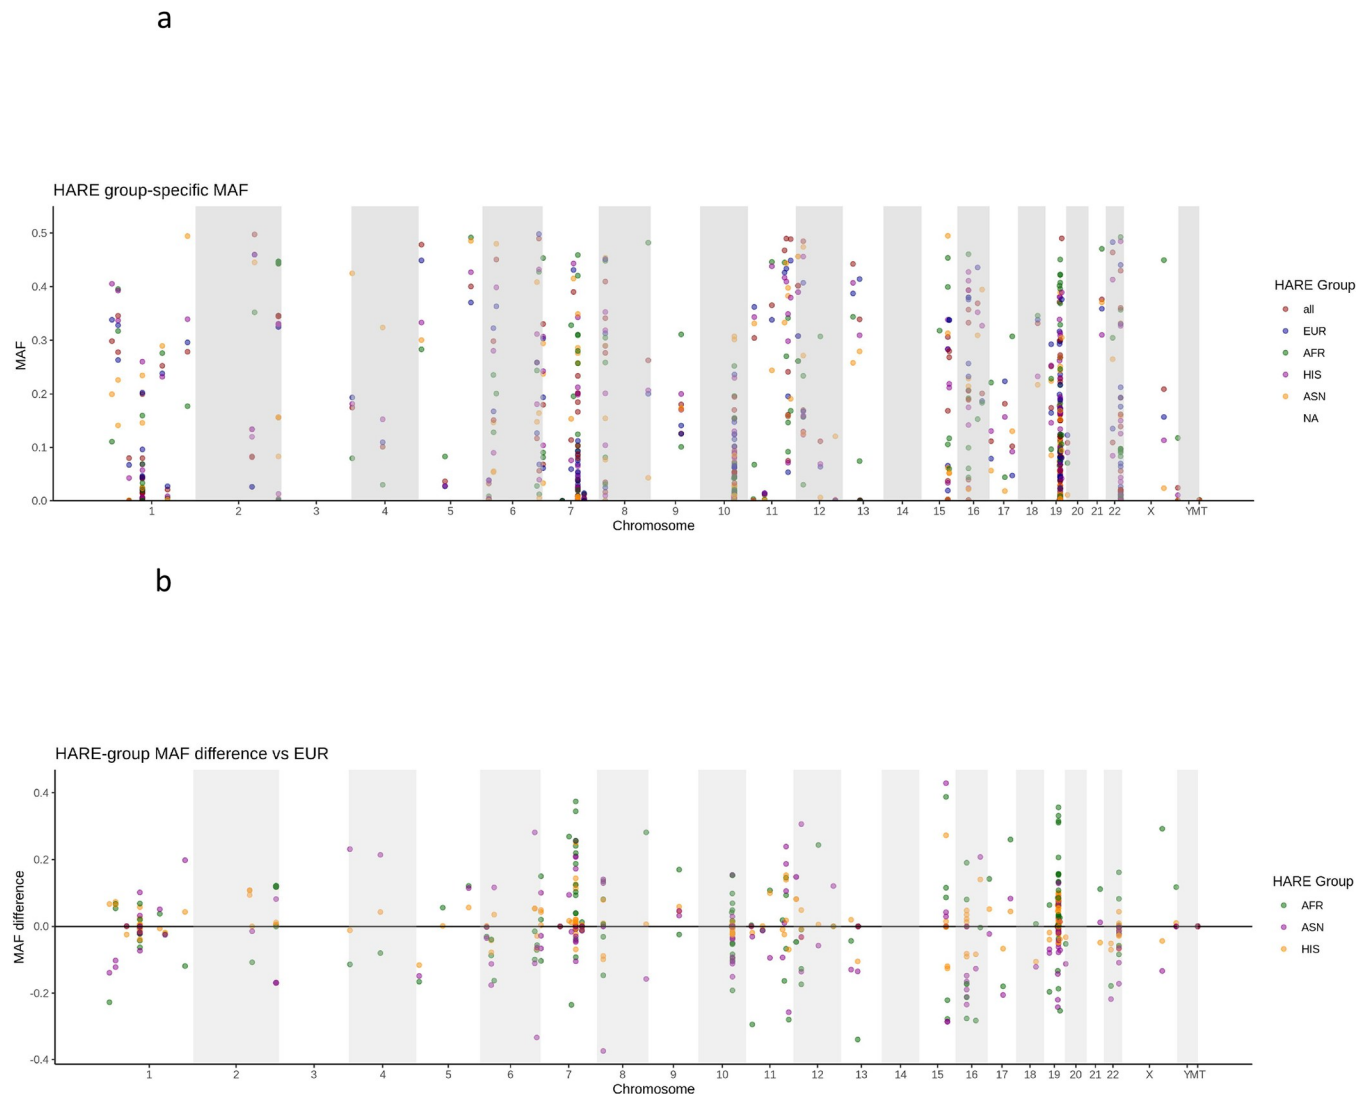 a
HARE group-specific MAF
0.5
0.4
0.3
0.2
0.1
0.0
MAF
1 2 3 4 5 6 7 8 9 10 11 12 13 14 15 16 17 18 19 20 21 22 X YMT
Chromosome
HARE Group
all
EUR
AFR
HIS
ASN
NA
b
HARE-group MAF difference vs EUR
0.4
0.2
0.0
-0.2
-0.4
MAF difference
1 2 3 4 5 6 7 8 9 10 11 12 13 14 15 16 17 18 19 20 21 22 X YMT
Chromosome
HARE Group
AFR
ASN
HIS